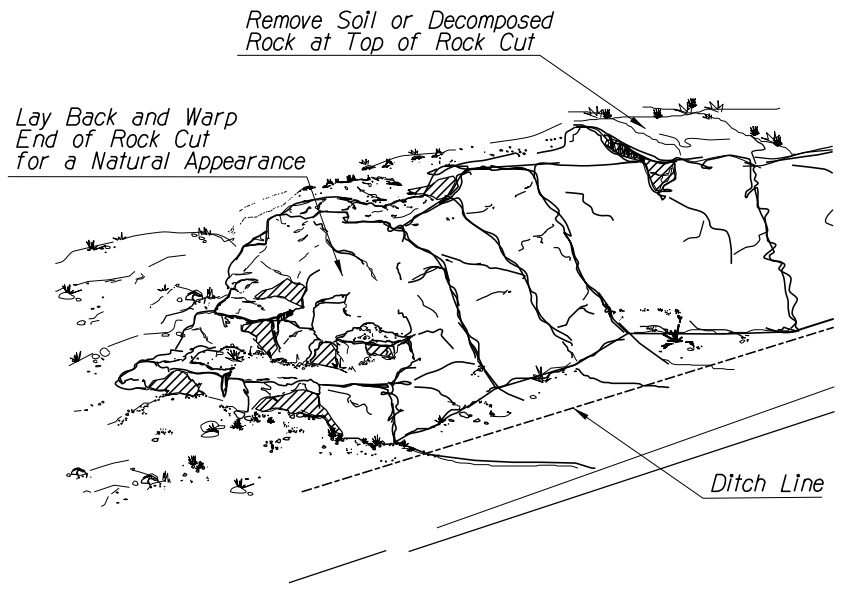 Remove Soil or Decomposed
Rock at Top of Rock Cut
Lay Back and Warp
End of Rock Cut
for a Natural Appearance
Ditch Line